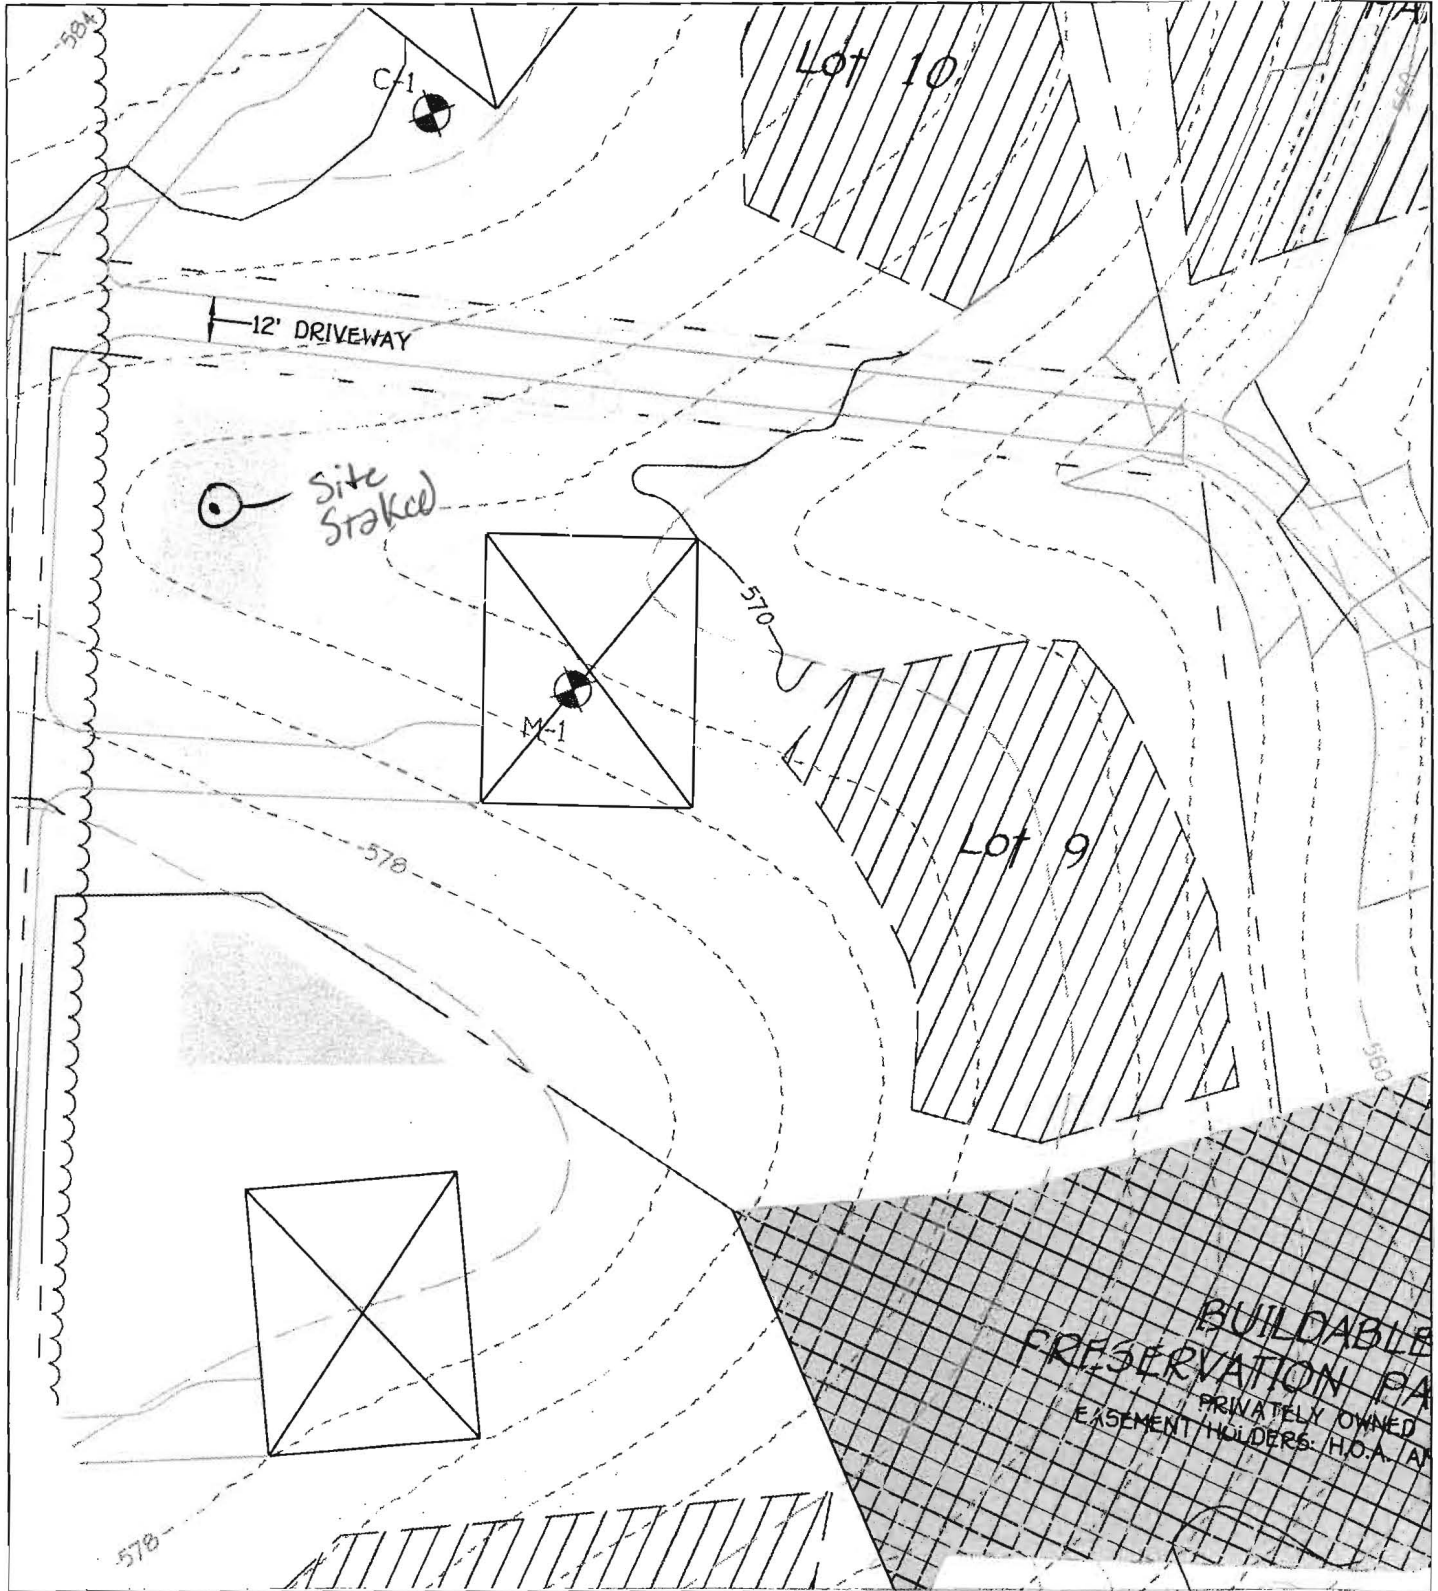 584
C-1
Lot 10
560
12' DRIVEWAY
Site
Staked
570
M-1
Lot 9
578
560
BUILDABLE
PRESERVATION PA
PRIVATELY OWNED
EASEMENT HOLDERS: H.O.A. AN
578